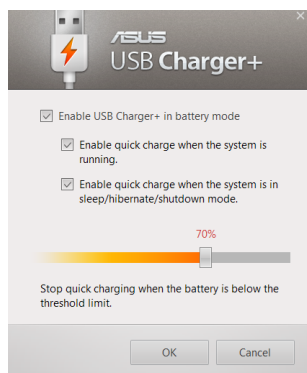 ASUS
USB Charger+
Enable USB Charger+ in battery mode
Enable quick charge when the system is
running.
Enable quick charge when the system is in
sleep/hibernate/shutdown mode.
70%
Stop quick charging when the battery is below the
threshold limit.
OK
Cancel